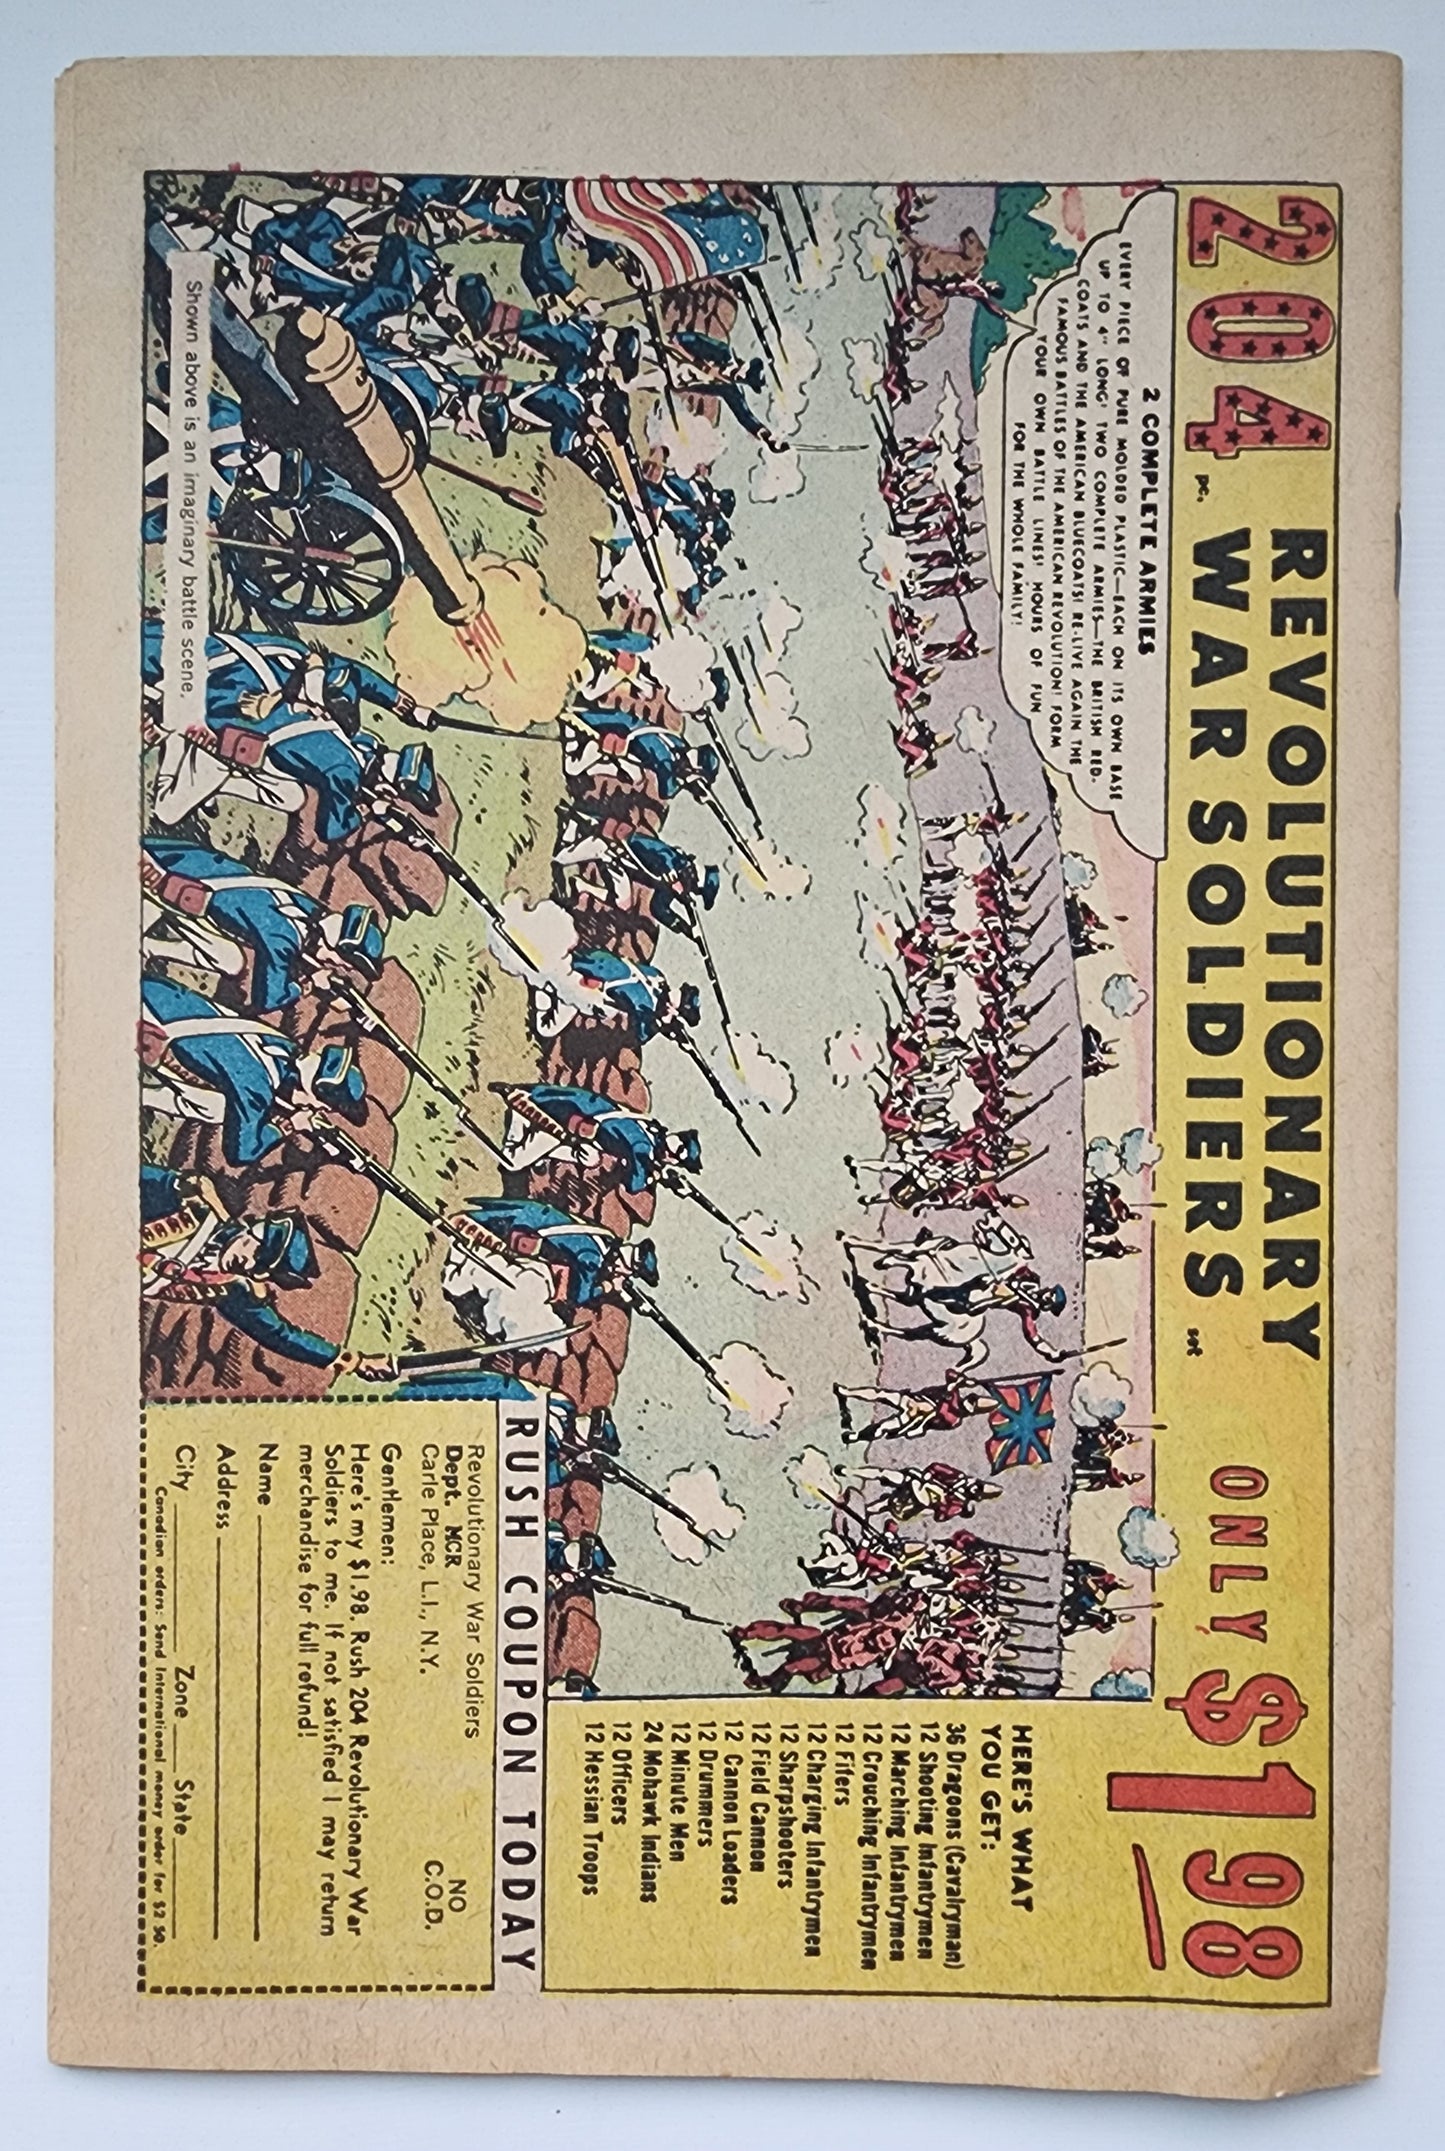 204 pc. REVOLUTIONARY
WAR SOLDIERS set
ONLY $1 98
2 COMPLETE ARMIES
EVERY PIECE OF PURE MOLDED PLASTIC—EACH ON ITS OWN BASE
UP TO 4" LONG! TWO COMPLETE ARMIES—THE BRITISH RED-
COATS AND THE AMERICAN BLUECOATS! RE-LIVE AGAIN THE
FAMOUS BATTLES OF THE AMERICAN REVOLUTION! FORM
YOUR OWN BATTLE LINES! HOURS OF FUN
FOR THE WHOLE FAMILY!
HERE'S WHAT
YOU GET:
36 Dragoons (Cavalryman)
12 Shooting Infantrymen
12 Marching Infantrymen
12 Crouching Infantrymen
12 Fifers
12 Charging Infantrymen
12 Sharpshooters
12 Field Cannon
12 Cannon Loaders
12 Drummers
12 Minute Men
24 Mohawk Indians
12 Officers
12 Hessian Troops
Shown above is an imaginary battle scene.
RUSH COUPON TODAY
Revolutionary War Soldiers
Dept. MCR
Carle Place, L.I., N.Y.
NO
C.O.D.
Gentlemen:
Here's my $1.98. Rush 204 Revolutionary War
Soldiers to me. If not satisfied I may return
merchandise for full refund!
Name
Address
City Zone State
Canadian orders: Send International money order for $2.50.